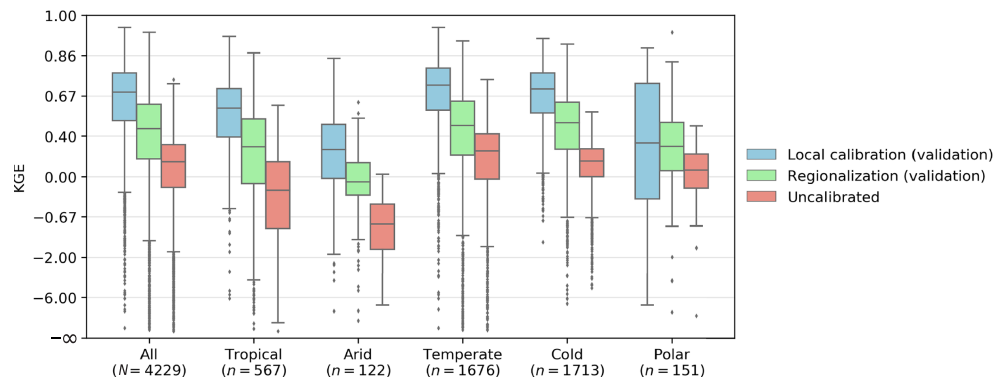 1.00
0.86
0.67
0.40
0.00
−0.67
−2.00
−6.00
−∞
KGE
All
(N = 4229)
Tropical
(n = 567)
Arid
(n = 122)
Temperate
(n = 1676)
Cold
(n = 1713)
Polar
(n = 151)
Local calibration (validation)
Regionalization (validation)
Uncalibrated